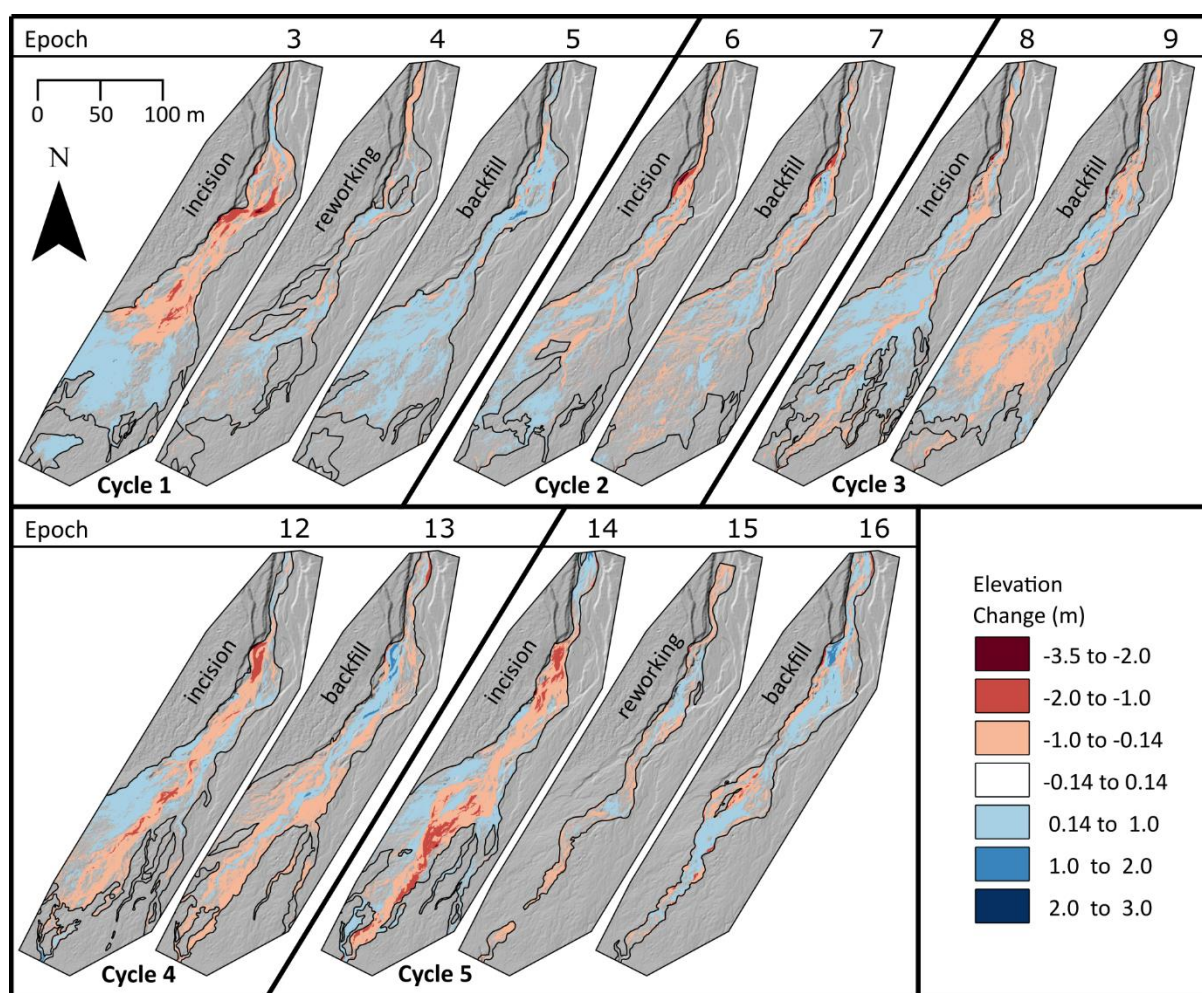 Epoch 3 4 5 6 7 8 9
0 50 100 m
N
incision
reworking
backfill
incision
backfill
incision
backfill
Cycle 1
Cycle 2
Cycle 3
Epoch 12 13 14 15 16
incision
backfill
incision
reworking
backfill
Cycle 4
Cycle 5
Elevation
Change (m)
-3.5 to -2.0
-2.0 to -1.0
-1.0 to -0.14
-0.14 to 0.14
0.14 to 1.0
1.0 to 2.0
2.0 to 3.0